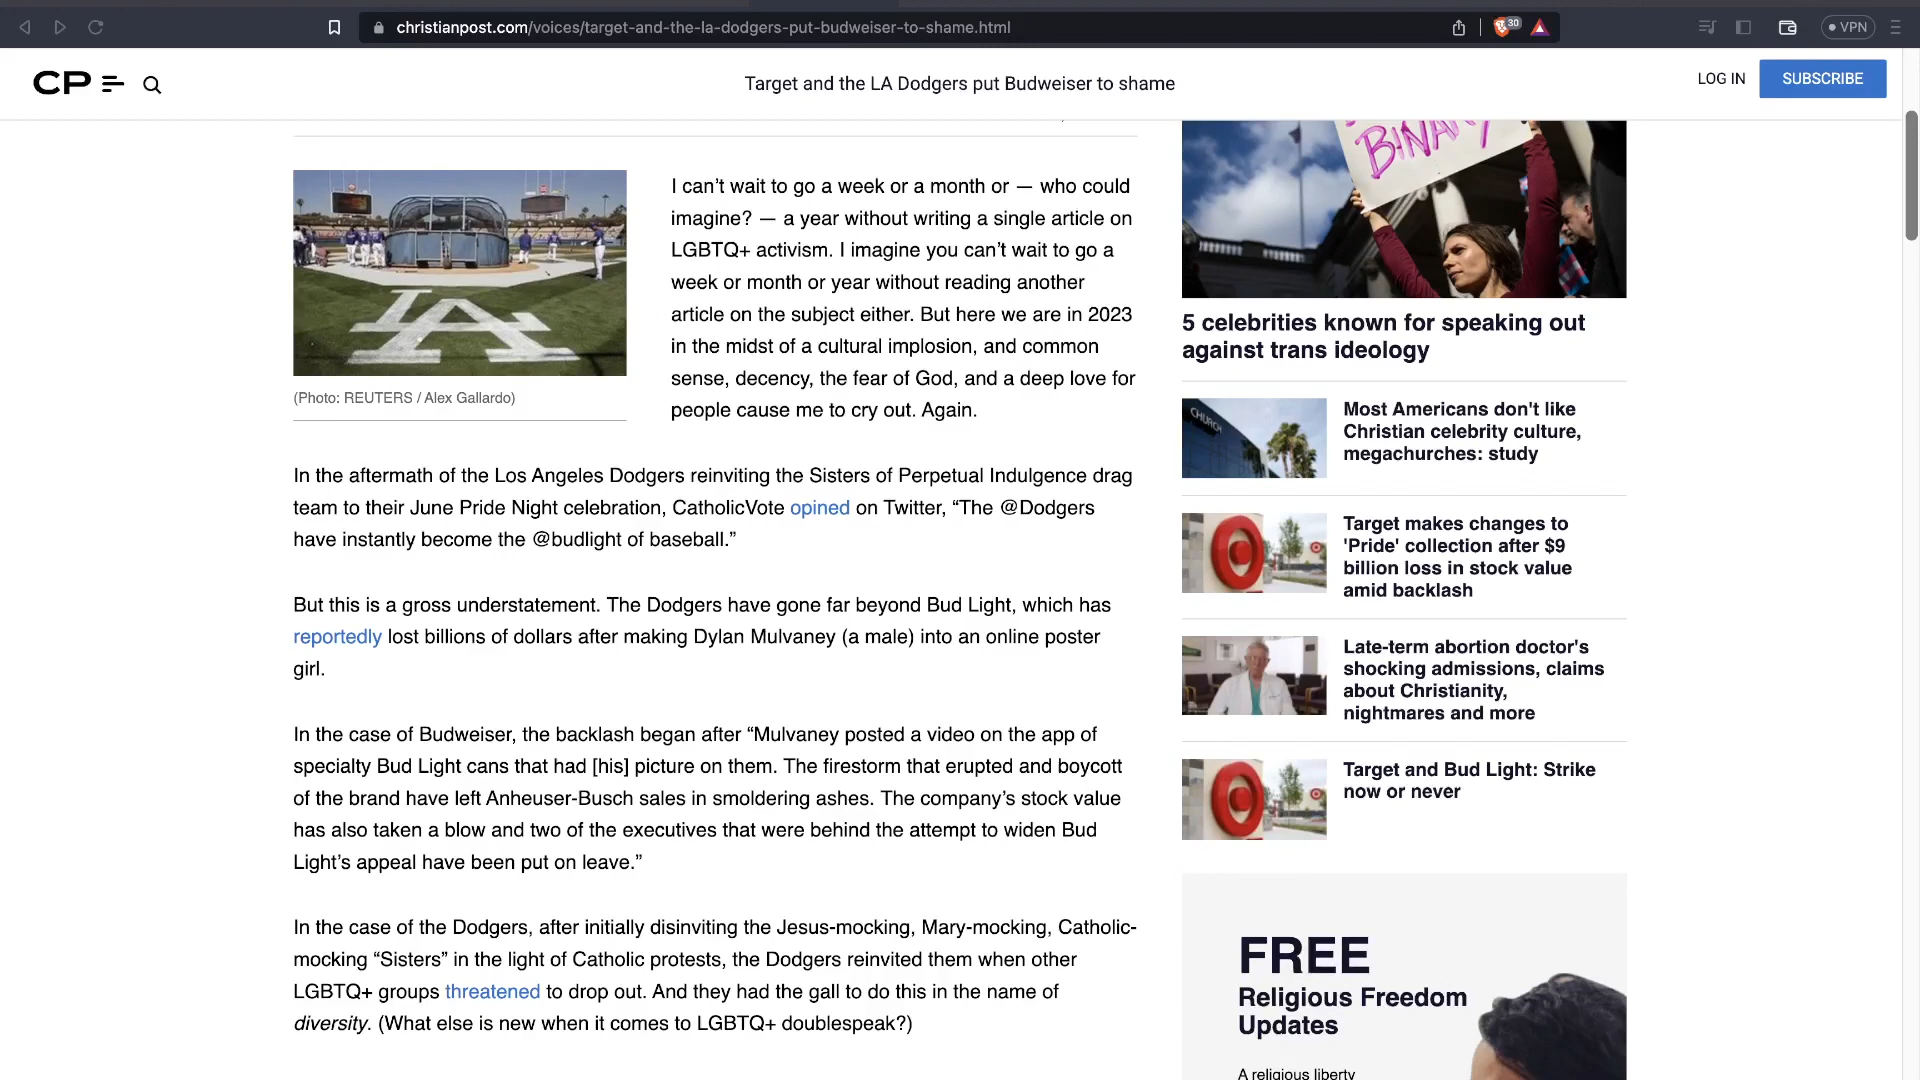 christianpost.com/voices/target-and-the-la-dodgers-put-budweiser-to-shame.html
30
VPN
CP
Target and the LA Dodgers put Budweiser to shame
LOG IN
SUBSCRIBE
(Photo: REUTERS / Alex Gallardo)
I can’t wait to go a week or a month or — who could
imagine? — a year without writing a single article on
LGBTQ+ activism. I imagine you can’t wait to go a
week or month or year without reading another
article on the subject either. But here we are in 2023
in the midst of a cultural implosion, and common
sense, decency, the fear of God, and a deep love for
people cause me to cry out. Again.
In the aftermath of the Los Angeles Dodgers reinviting the Sisters of Perpetual Indulgence drag
team to their June Pride Night celebration, CatholicVote opined on Twitter, “The @Dodgers
have instantly become the @budlight of baseball.”
But this is a gross understatement. The Dodgers have gone far beyond Bud Light, which has
reportedly lost billions of dollars after making Dylan Mulvaney (a male) into an online poster
girl.
In the case of Budweiser, the backlash began after “Mulvaney posted a video on the app of
specialty Bud Light cans that had [his] picture on them. The firestorm that erupted and boycott
of the brand have left Anheuser-Busch sales in smoldering ashes. The company’s stock value
has also taken a blow and two of the executives that were behind the attempt to widen Bud
Light’s appeal have been put on leave.”
In the case of the Dodgers, after initially disinviting the Jesus-mocking, Mary-mocking, Catholic-
mocking “Sisters” in the light of Catholic protests, the Dodgers reinvited them when other
LGBTQ+ groups threatened to drop out. And they had the gall to do this in the name of
diversity. (What else is new when it comes to LGBTQ+ doublespeak?)
LA
BINARY
5 celebrities known for speaking out
against trans ideology
CHURCH
Most Americans don't like
Christian celebrity culture,
megachurches: study
Target makes changes to
'Pride' collection after $9
billion loss in stock value
amid backlash
Late-term abortion doctor's
shocking admissions, claims
about Christianity,
nightmares and more
Target and Bud Light: Strike
now or never
FREE
Religious Freedom
Updates
A religious liberty